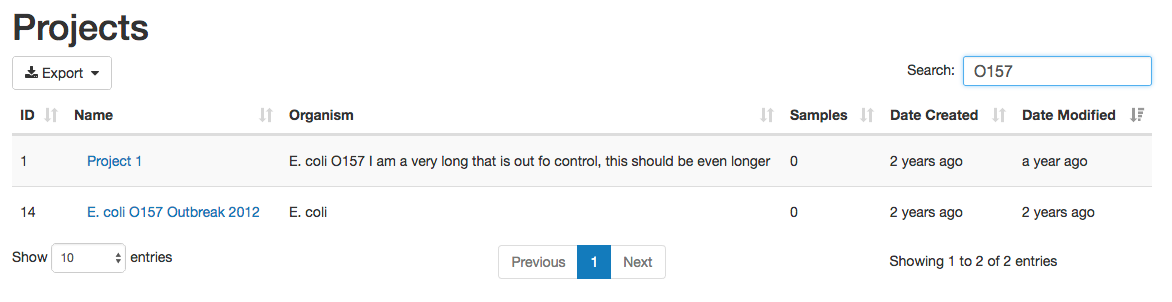 Projects
Export
Search: O157
ID Name Organism Samples Date Created Date Modified
1 Project 1 E. coli O157 I am a very long that is out fo control, this should be even longer 0 2 years ago a year ago
14 E. coli O157 Outbreak 2012 E. coli 0 2 years ago 2 years ago
Show 10 entries Previous 1 Next Showing 1 to 2 of 2 entries